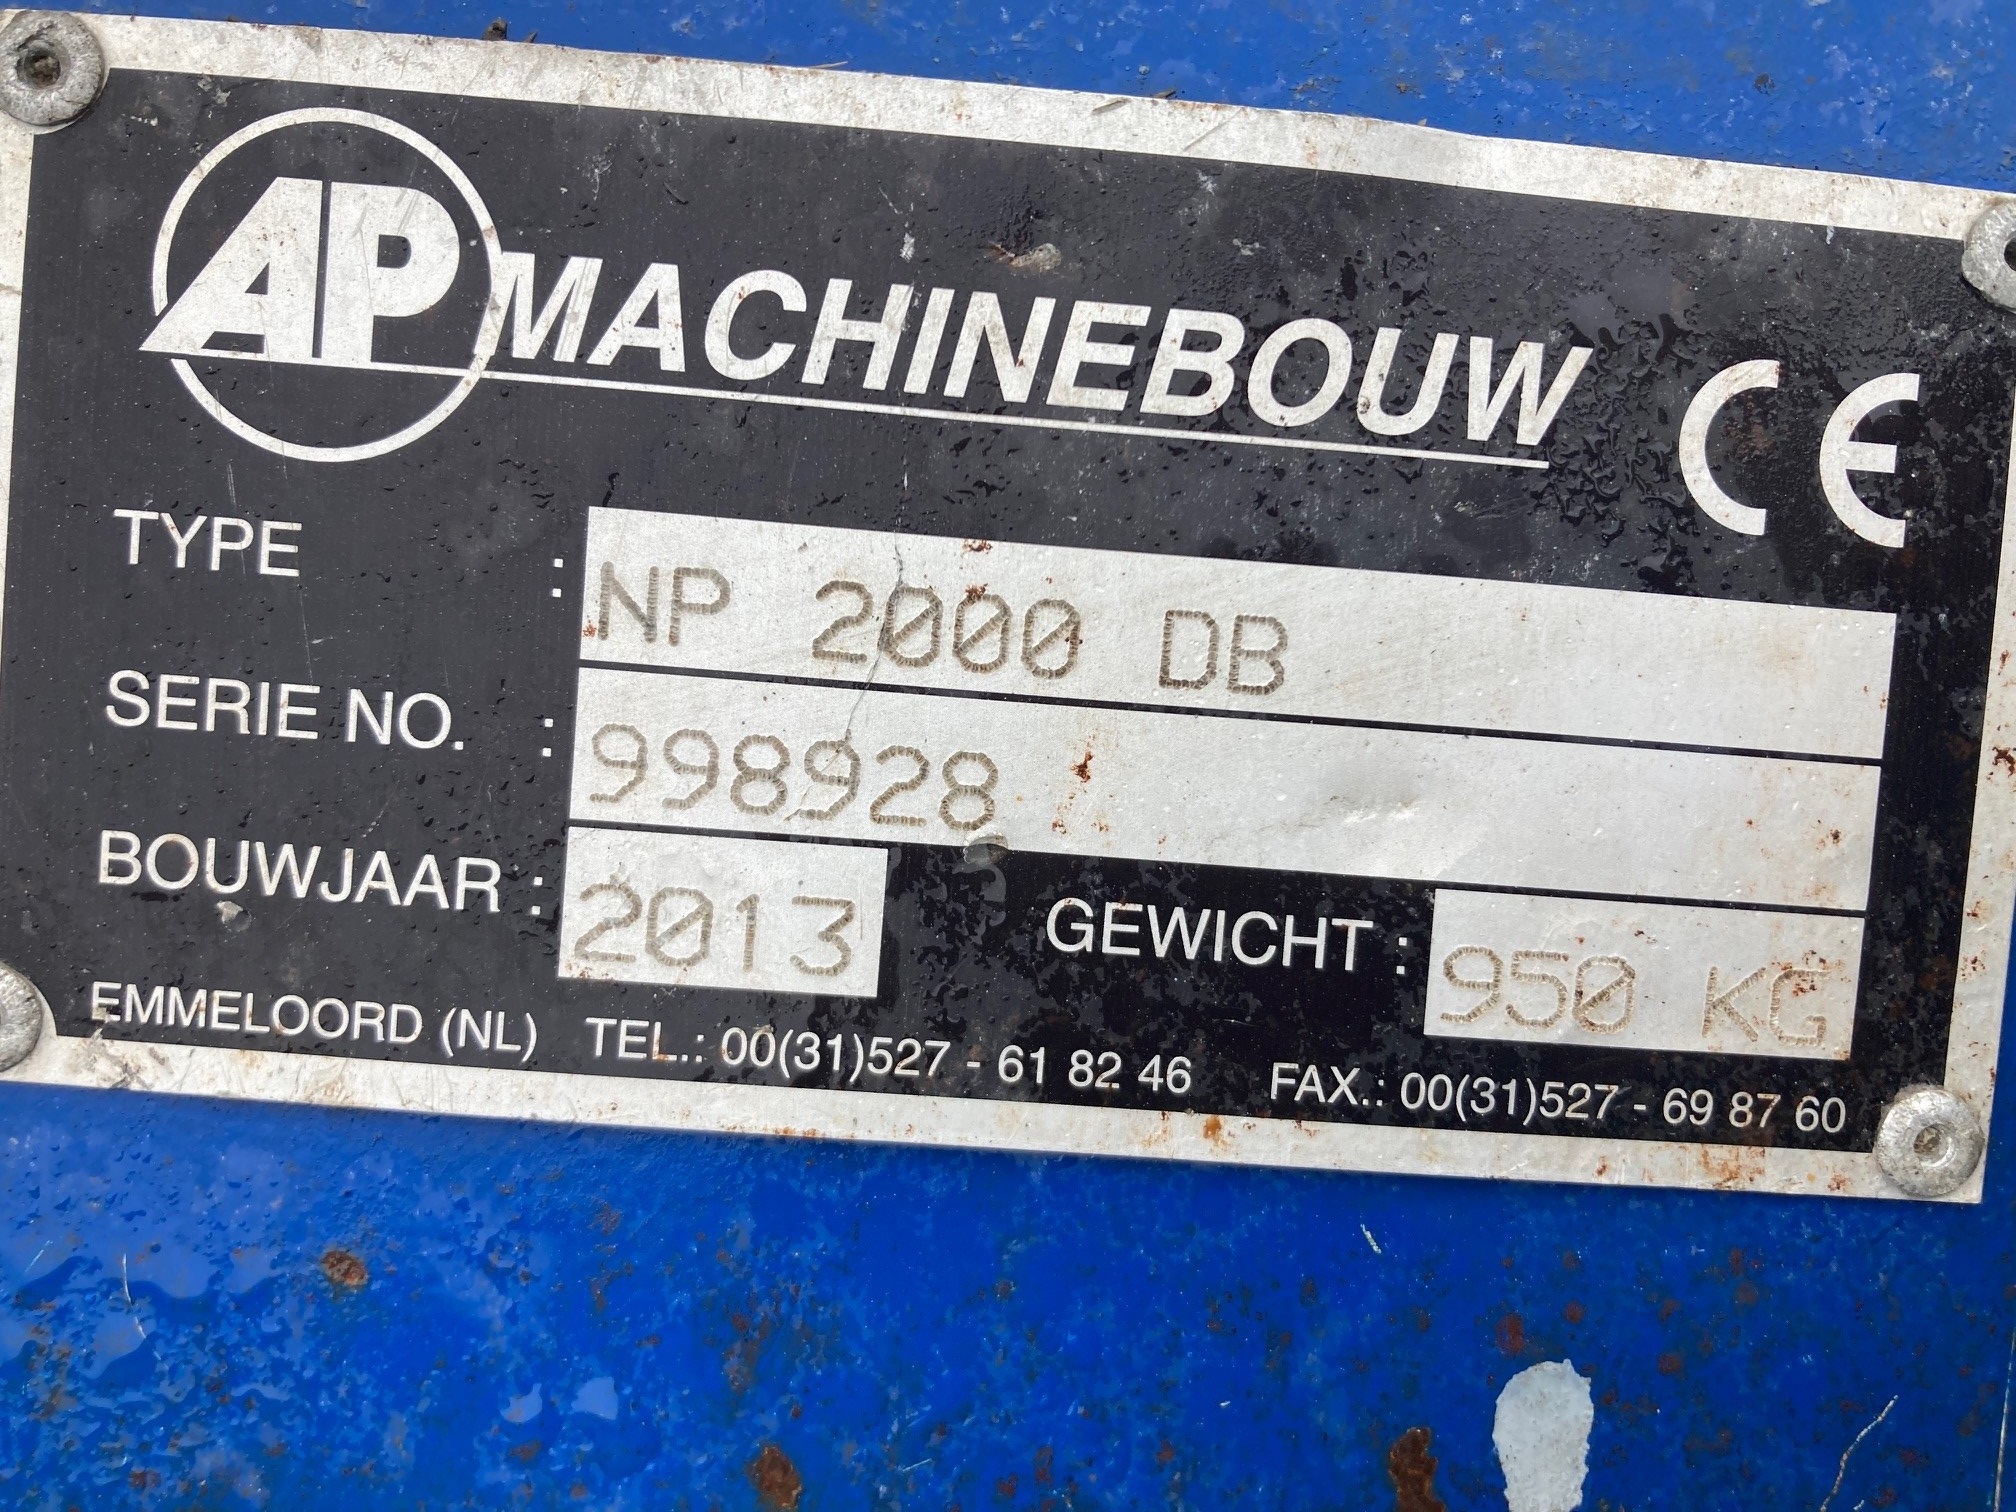 AP MACHINEBOUW CE
TYPE : NP 2000 DB
SERIE NO. : 998928
BOUWJAAR : 2013 GEWICHT : 950 KG
EMMELOORD (NL) TEL.: 00(31)527 - 61 82 46 FAX.: 00(31)527 - 69 87 60